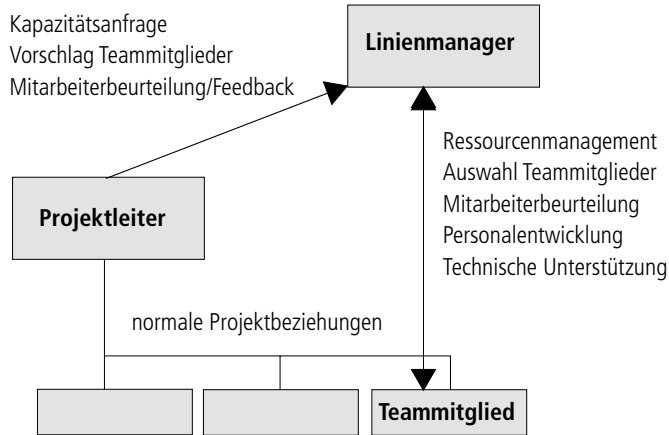 Kapazitätsanfrage
Vorschlag Teammitglieder
Mitarbeiterbeurteilung/Feedback
Linienmanager
Ressourcenmanagement
Auswahl Teammitglieder
Mitarbeiterbeurteilung
Personalentwicklung
Technische Unterstützung
Projektleiter
normale Projektbeziehungen
Teammitglied